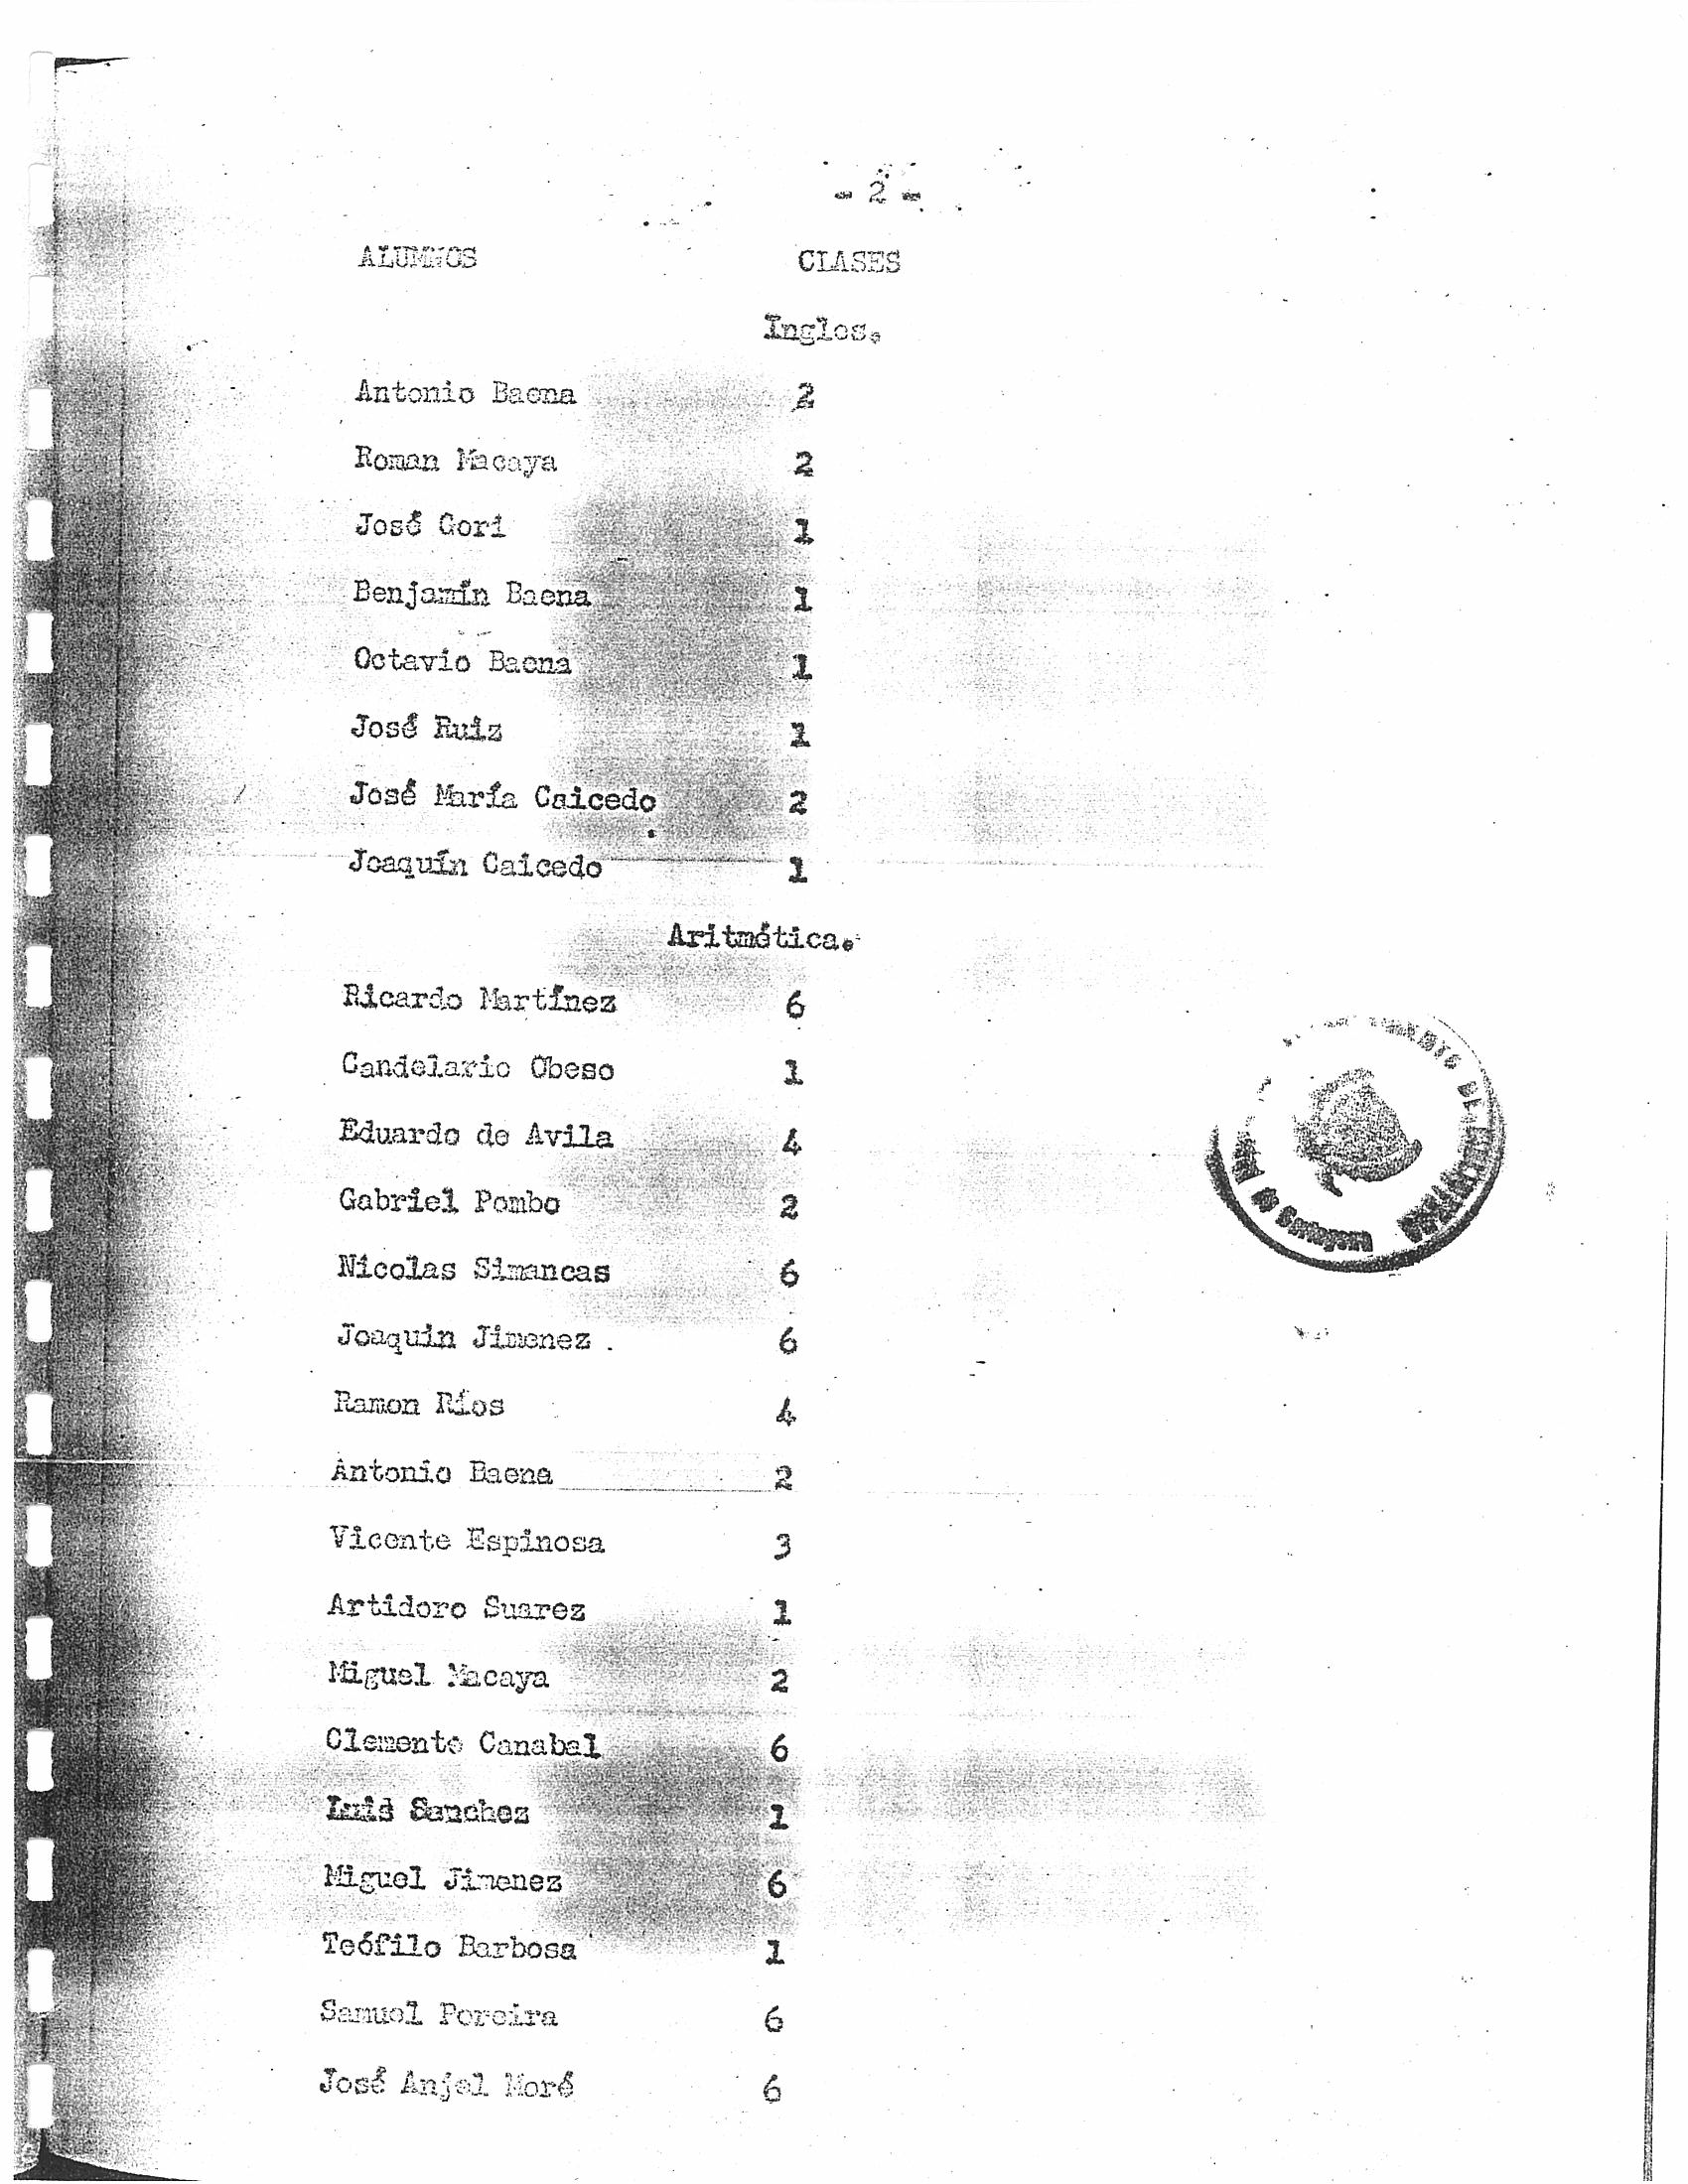 - 2 -
ALUMNOS CLASES
Ingles.
Antonio Baena 2
Roman Macaya 2
José Gori 1
Benjamín Baena 1
Octavio Baena 1
José Ruiz 1
José María Caicedo 2
Joaquín Caicedo 1
Aritmética.
Ricardo Martínez 6
Candelario Obeso 1
Eduardo de Avila 4
Gabriel Pombo 2
Nicolas Simancas 6
Joaquin Jimenez . 6
Ramon Ríos 4
Antonio Baena 2
Vicente Espinosa 3
Artidoro Suarez 1
Miguel Macaya 2
Clemente Canabal 6
Luis Sanchez 1
Miguel Jimenez 6
Teófilo Barbosa 1
Samuel Pereira 6
José Anjel Moré 6
DE
de Cartagena